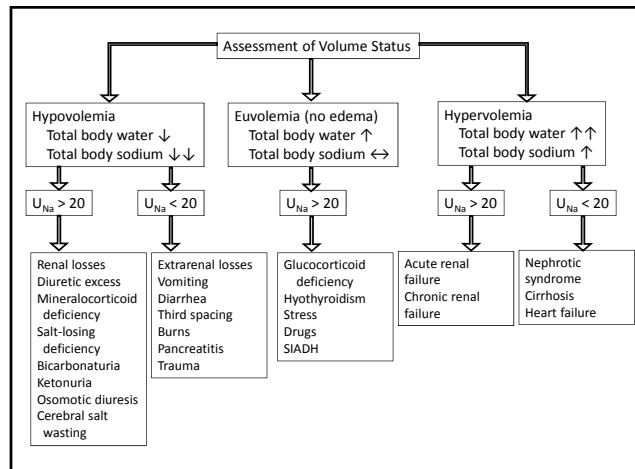 Assessment of Volume Status
Hypovolemia
Total body water ↓
Total body sodium ↓↓
Euvolemia (no edema)
Total body water ↑
Total body sodium ↔
Hypervolemia
Total body water ↑↑
Total body sodium ↑
UNa > 20
UNa < 20
UNa > 20
UNa > 20
UNa < 20
Renal losses
Diuretic excess
Mineralocorticoid
deficiency
Salt-losing
deficiency
Bicarbonaturia
Ketonuria
Osomotic diuresis
Cerebral salt
wasting
Extrarenal losses
Vomiting
Diarrhea
Third spacing
Burns
Pancreatitis
Trauma
Glucocorticoid
deficiency
Hyothyroidism
Stress
Drugs
SIADH
Acute renal
failure
Chronic renal
failure
Nephrotic
syndrome
Cirrhosis
Heart failure